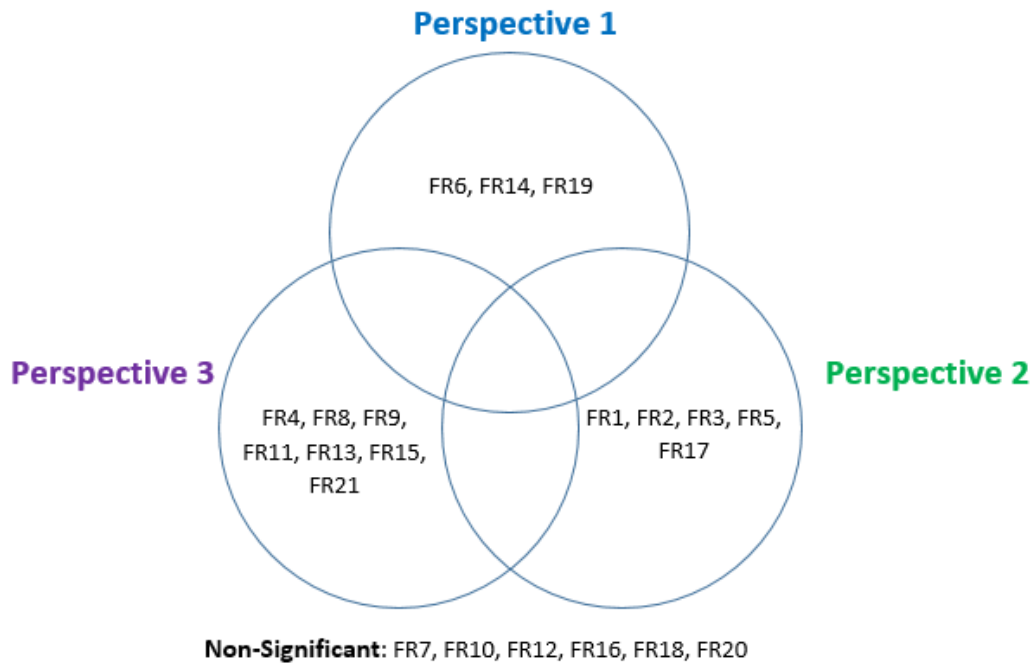 Perspective 1
FR6, FR14, FR19
Perspective 3
Perspective 2
FR4, FR8, FR9,
FR11, FR13, FR15,
FR21
FR1, FR2, FR3, FR5,
FR17
Non-Significant: FR7, FR10, FR12, FR16, FR18, FR20